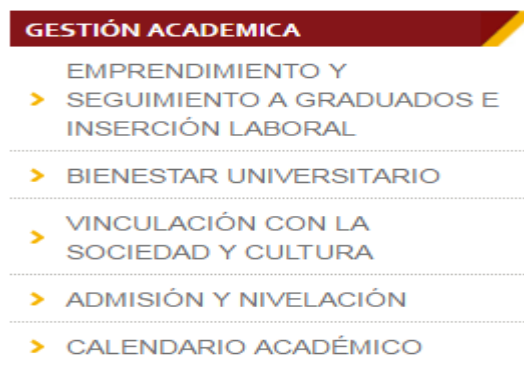 GESTIÓN ACADEMICA
EMPRENDIMIENTO Y
SEGUIMIENTO A GRADUADOS E
INSERCIÓN LABORAL
BIENESTAR UNIVERSITARIO
VINCULACIÓN CON LA
SOCIEDAD Y CULTURA
ADMISIÓN Y NIVELACIÓN
CALENDARIO ACADÉMICO